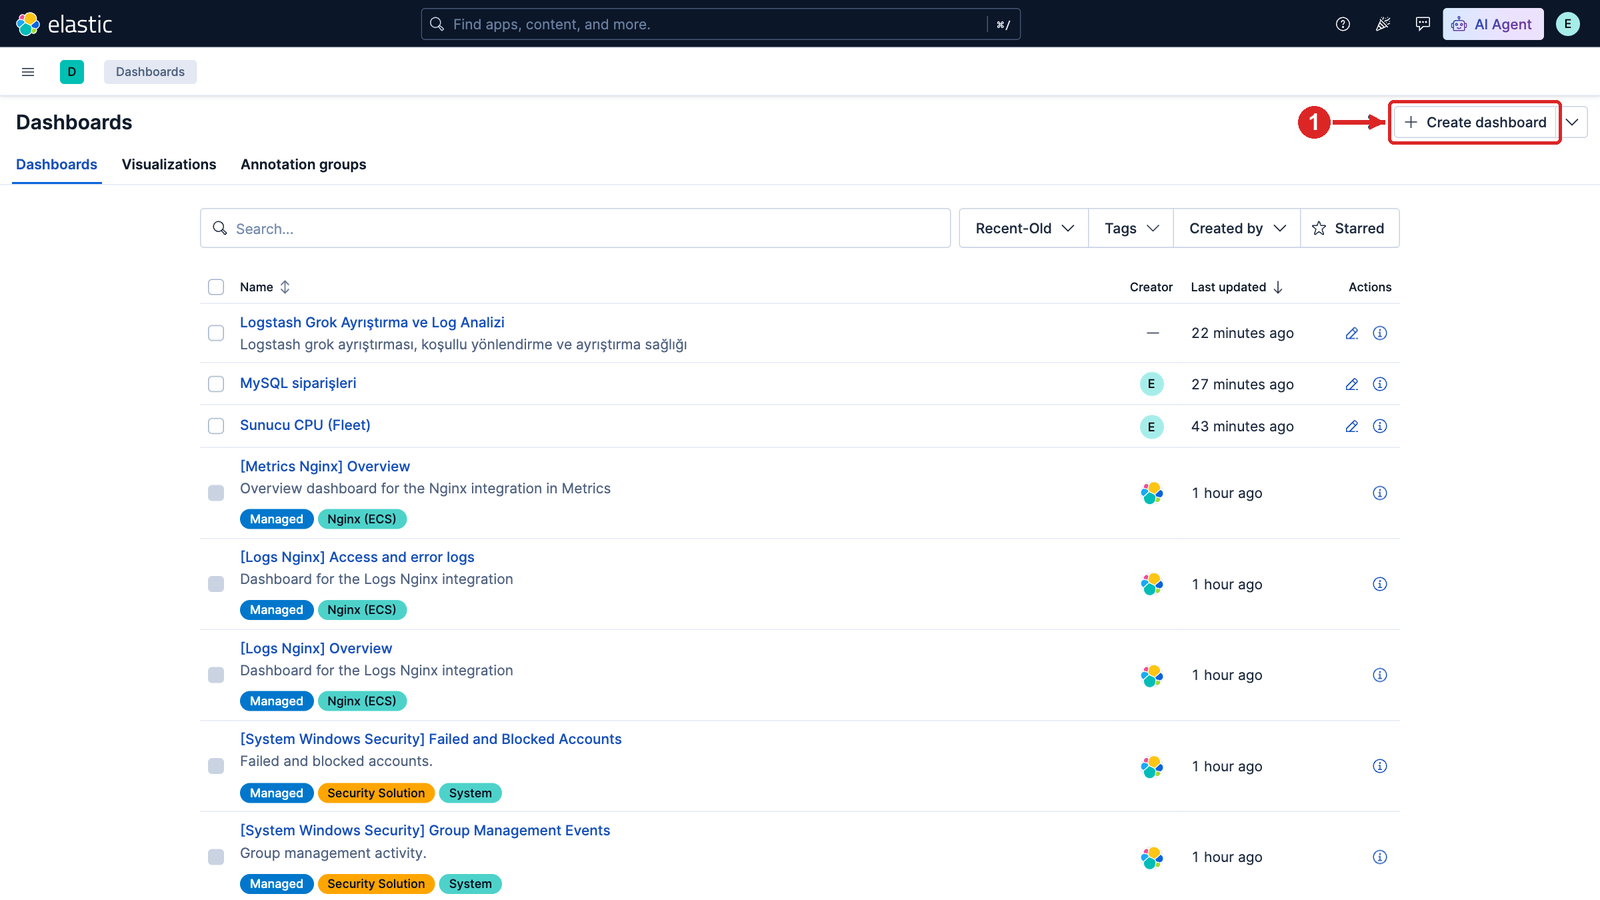 elastic
Find apps, content, and more.
⌘/
AI Agent
E
D
Dashboards
Dashboards
1
Create dashboard
Dashboards
Visualizations
Annotation groups
Search...
Recent-Old
Tags
Created by
Starred
Name
Creator
Last updated
Actions
Logstash Grok Ayrıştırma ve Log Analizi
Logstash grok ayrıştırması, koşullu yönlendirme ve ayrıştırma sağlığı
—
22 minutes ago
MySQL siparişleri
E
27 minutes ago
Sunucu CPU (Fleet)
E
43 minutes ago
[Metrics Nginx] Overview
Overview dashboard for the Nginx integration in Metrics
Managed
Nginx (ECS)
1 hour ago
[Logs Nginx] Access and error logs
Dashboard for the Logs Nginx integration
Managed
Nginx (ECS)
1 hour ago
[Logs Nginx] Overview
Dashboard for the Logs Nginx integration
Managed
Nginx (ECS)
1 hour ago
[System Windows Security] Failed and Blocked Accounts
Failed and blocked accounts.
Managed
Security Solution
System
1 hour ago
[System Windows Security] Group Management Events
Group management activity.
Managed
Security Solution
System
1 hour ago